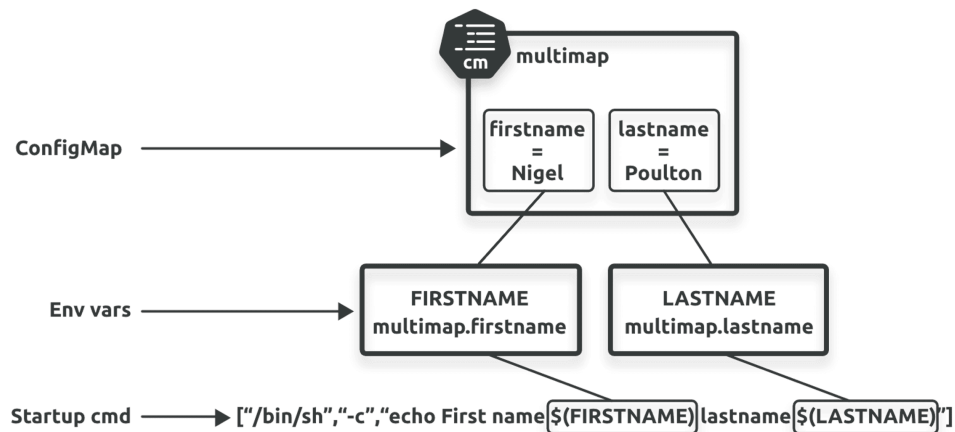 cm
multimap
firstname
=
Nigel
lastname
=
Poulton
ConfigMap
Env vars
FIRSTNAME
multimap.firstname
LASTNAME
multimap.lastname
Startup cmd
[“/bin/sh”,“-c”,“echo First name $(FIRSTNAME) lastname $(LASTNAME)”]